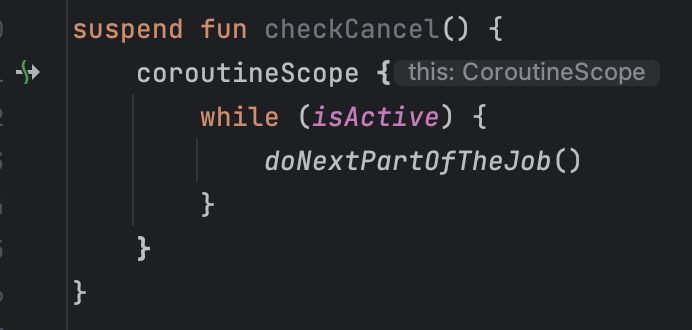 suspend fun checkCancel() {
coroutineScope { this: CoroutineScope
while (isActive) {
doNextPartOfTheJob()
}
}
}